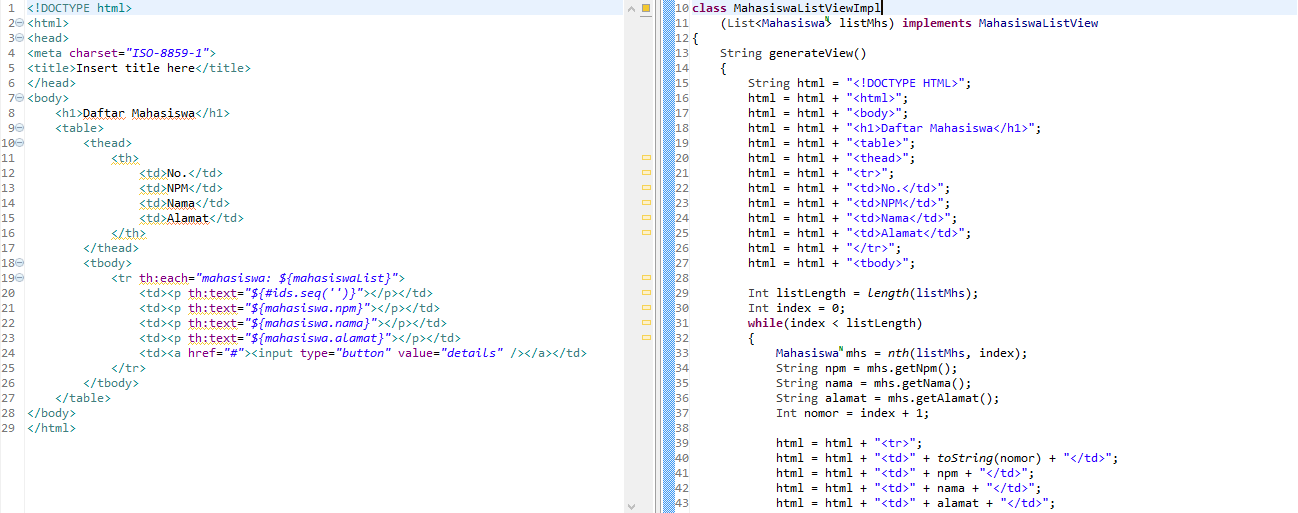 1 <!DOCTYPE html>
2 <html>
3 <head>
4 <meta charset="ISO-8859-1">
5 <title>Insert title here</title>
6 </head>
7 <body>
8     <h1>Daftar Mahasiswa</h1>
9     <table>
10         <thead>
11             <th>
12                 <td>No.</td>
13                 <td>NPM</td>
14                 <td>Nama</td>
15                 <td>Alamat</td>
16             </th>
17         </thead>
18         <tbody>
19             <tr th:each="mahasiswa: ${mahasiswaList}">
20                 <td><p th:text="${#ids.seq('')}"></p></td>
21                 <td><p th:text="${mahasiswa.npm}"></p></td>
22                 <td><p th:text="${mahasiswa.nama}"></p></td>
23                 <td><p th:text="${mahasiswa.alamat}"></p></td>
24                 <td><a href="#"><input type="button" value="details" /></a></td>
25             </tr>
26         </tbody>
27     </table>
28 </body>
29 </html>
10 class MahasiswaListViewImpl
11     (List<Mahasiswa> listMhs) implements MahasiswaListView
12 {
13     String generateView()
14     {
15         String html = "<!DOCTYPE HTML>";
16         html = html + "<html>";
17         html = html + "<body>";
18         html = html + "<h1>Daftar Mahasiswa</h1>";
19         html = html + "<table>";
20         html = html + "<thead>";
21         html = html + "<tr>";
22         html = html + "<td>No.</td>";
23         html = html + "<td>NPM</td>";
24         html = html + "<td>Nama</td>";
25         html = html + "<td>Alamat</td>";
26         html = html + "</tr>";
27         html = html + "<tbody>";
28
29         Int listLength = length(listMhs);
30         Int index = 0;
31         while(index < listLength)
32         {
33             Mahasiswa mhs = nth(listMhs, index);
34             String npm = mhs.getNpm();
35             String nama = mhs.getNama();
36             String alamat = mhs.getAlamat();
37             Int nomor = index + 1;
38
39             html = html + "<tr>";
40             html = html + "<td>" + toString(nomor) + "</td>";
41             html = html + "<td>" + npm + "</td>";
42             html = html + "<td>" + nama + "</td>";
43             html = html + "<td>" + alamat + "</td>";